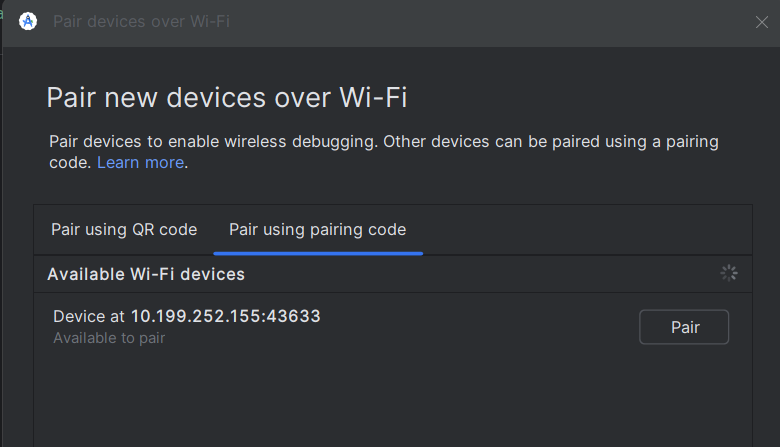 Pair devices over Wi-Fi
Pair new devices over Wi-Fi
Pair devices to enable wireless debugging. Other devices can be paired using a pairing
code. Learn more.
Pair using QR code Pair using pairing code
Available Wi-Fi devices
Device at 10.199.252.155:43633
Available to pair
Pair